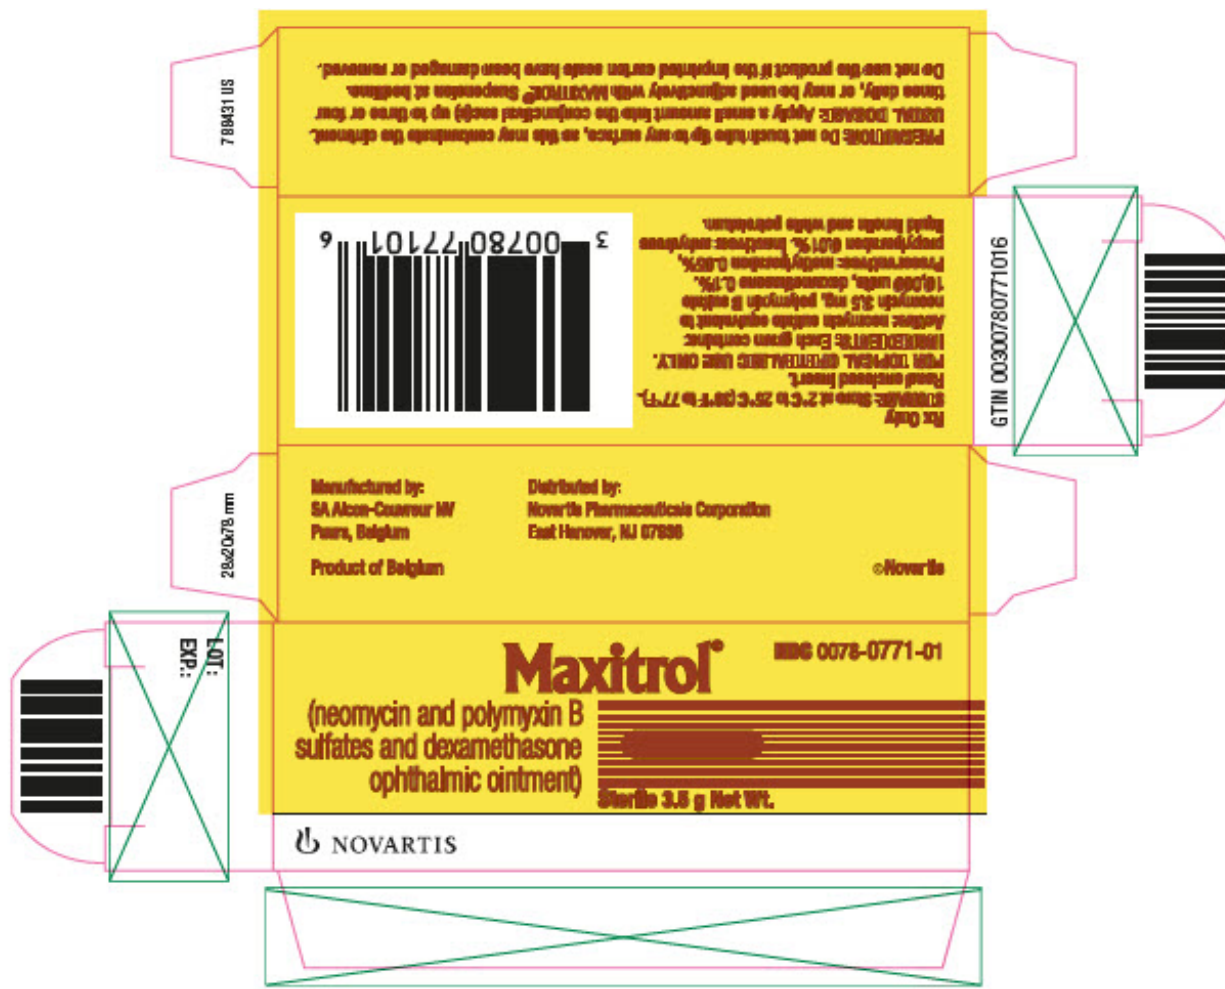 788431 US
PRECAUTION: Do not touch tube tip to any surface, as this may contaminate the ointment.
USUAL DOSAGE: Apply a small amount into the conjunctival sac(s) up to three or four
times daily, or may be used adjunctively with MAXITROL® Suspension at bedtime.
Do not use the product if the imprinted carton seals have been damaged or removed.
Rx Only
STORAGE: Store at 2°C to 25°C (36°F to 77°F).
Read enclosed insert.
FOR TOPICAL OPHTHALMIC USE ONLY.
INGREDIENTS: Each gram contains:
Active: neomycin sulfate equivalent to
neomycin 3.5 mg, polymyxin B sulfate
10,000 units, dexamethasone 0.1%.
Preservatives: methylparaben 0.05%,
propylparaben 0.01%. Inactives: anhydrous
liquid lanolin and white petrolatum.
3 00780 77101 6
GTIN 00300780771016
28x20x78 mm
Manufactured by:
SA Alcon-Couvreur NV
Puurs, Belgium
Product of Belgium
Distributed by:
Novartis Pharmaceuticals Corporation
East Hanover, NJ 07936
©Novartis
LOT:
EXP.:
Maxitrol®
NDC 0078-0771-01
(neomycin and polymyxin B
sulfates and dexamethasone
ophthalmic ointment)
Sterile 3.5 g Net Wt.
NOVARTIS